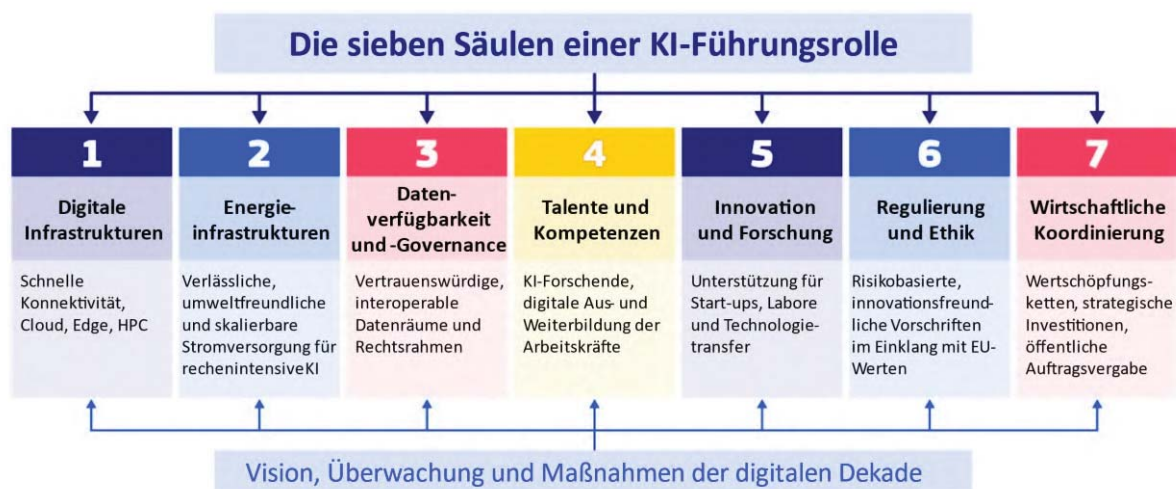 Die sieben Säulen einer KI-Führungsrolle
1
Digitale
Infrastrukturen
Schnelle
Konnektivität,
Cloud, Edge, HPC
2
Energie-
infrastrukturen
Verlässliche,
umweltfreundliche
und skalierbare
Stromversorgung für
rechenintensiveKI
3
Daten-
verfügbarkeit
und -Governance
Vertrauenswürdige,
interoperable
Datenräume und
Rechtsrahmen
4
Talente und
Kompetenzen
KI-Forschende,
digitale Aus- und
Weiterbildung der
Arbeitskräfte
5
Innovation
und Forschung
Unterstützung für
Start-ups, Labore
und Technologie-
transfer
6
Regulierung
und Ethik
Risikobasierte,
innovationsfreund-
liche Vorschriften
im Einklang mit EU-
Werten
7
Wirtschaftliche
Koordinierung
Wertschöpfungs-
ketten, strategische
Investitionen,
öffentliche
Auftragsvergabe
Vision, Überwachung und Maßnahmen der digitalen Dekade